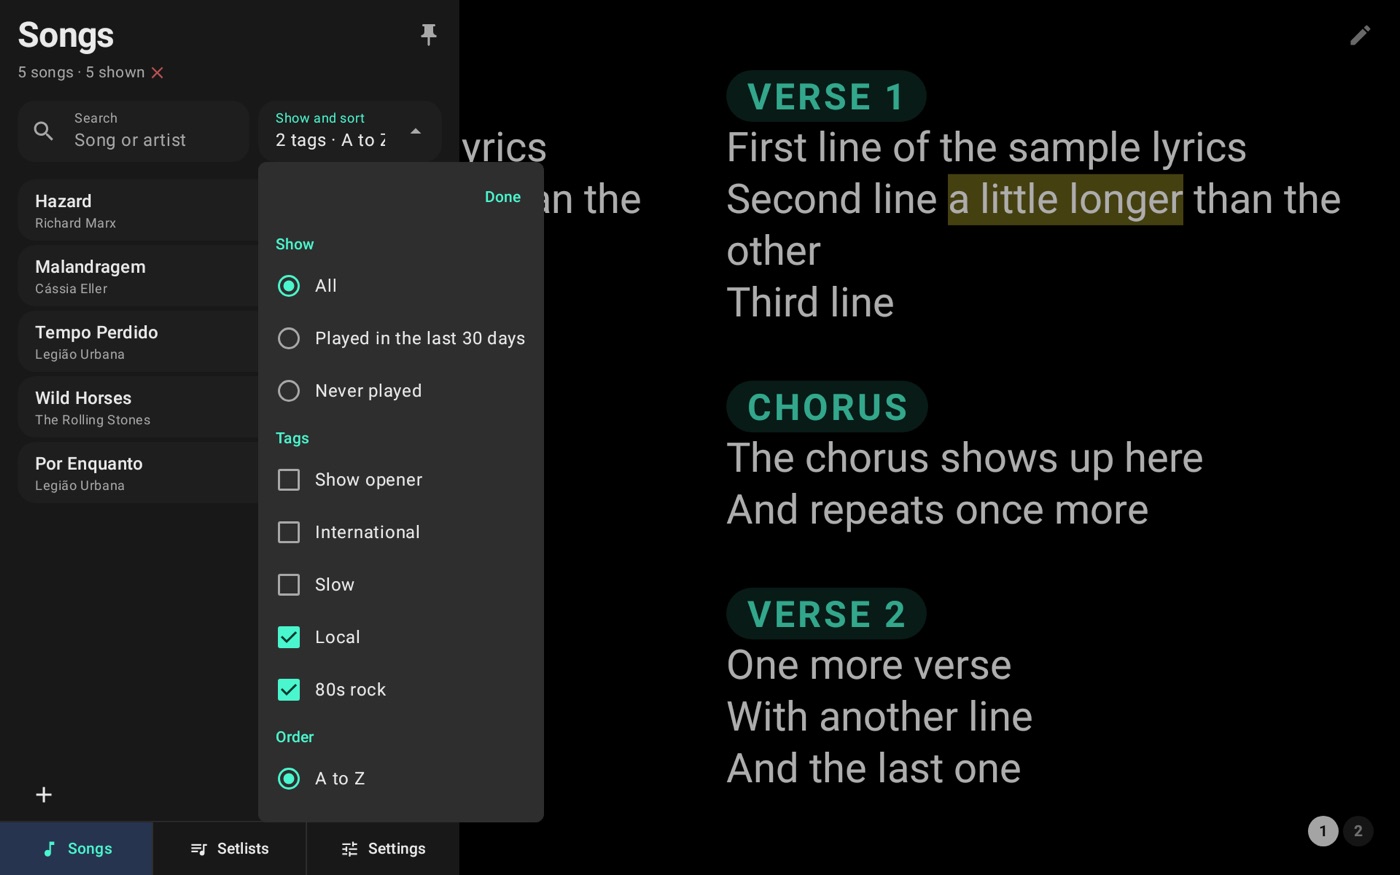 Songs
5 songs · 5 shown
Search
Song or artist
Show and sort
2 tags · A to Z
Hazard
Richard Marx
Malandragem
Cássia Eller
Tempo Perdido
Legião Urbana
Wild Horses
The Rolling Stones
Por Enquanto
Legião Urbana
Done
Show
All
Played in the last 30 days
Never played
Tags
Show opener
International
Slow
Local
80s rock
Order
A to Z
Songs
Setlists
Settings
yrics
an the
VERSE 1
First line of the sample lyrics
Second line a little longer than the
other
Third line
CHORUS
The chorus shows up here
And repeats once more
VERSE 2
One more verse
With another line
And the last one
1 2